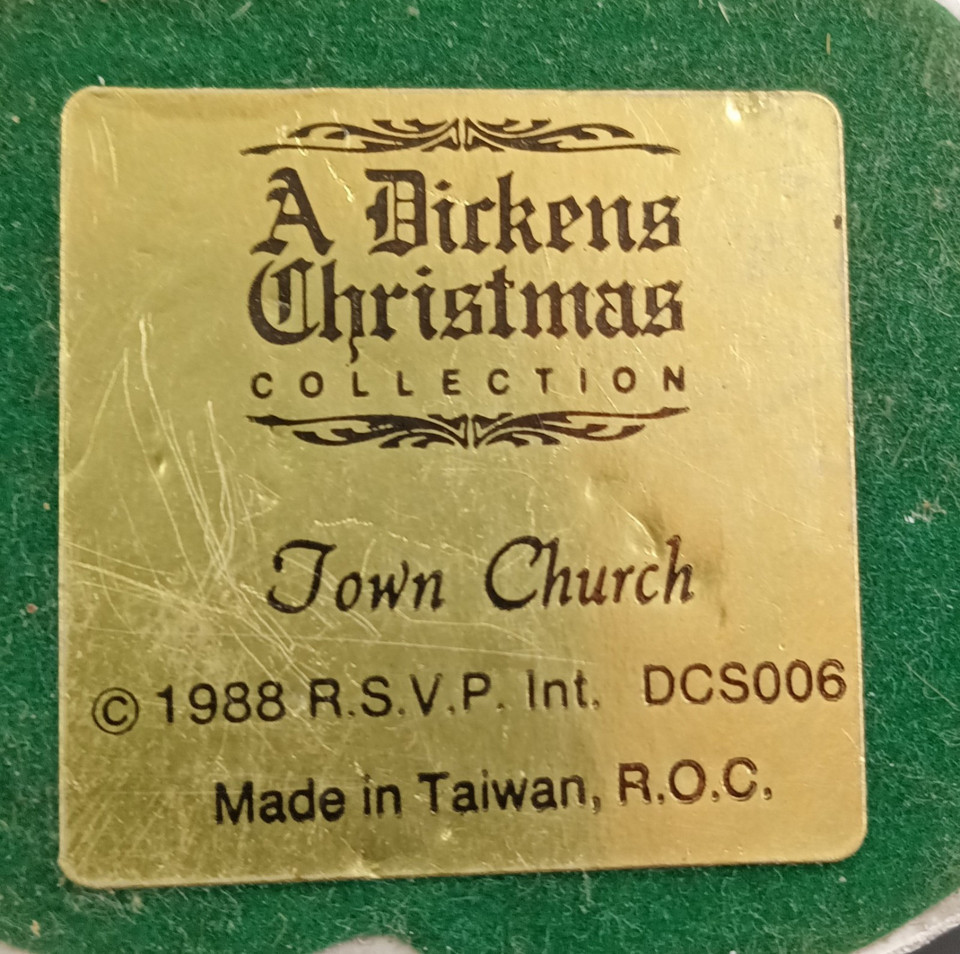 A Dickens
Christmas
COLLECTION
Town Church
© 1988 R.S.V.P. Int. DCS006
Made in Taiwan, R.O.C.